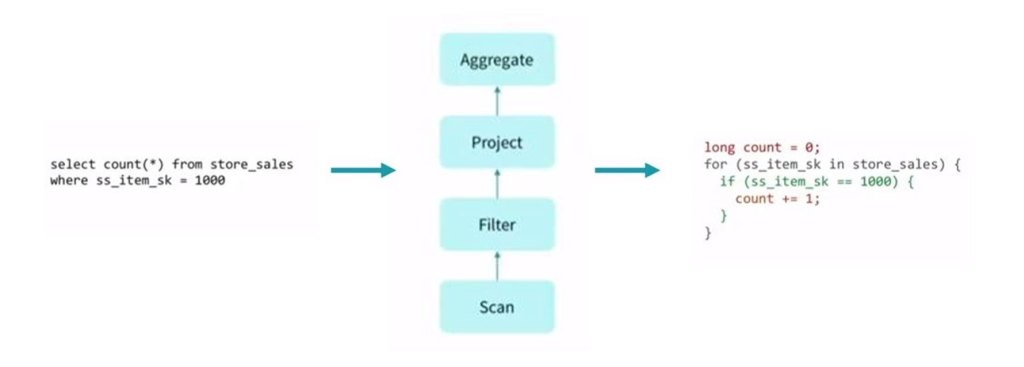 select count(*) from store_sales
where ss_item_sk = 1000
Aggregate
Project
Filter
Scan
long count = 0;
for (ss_item_sk in store_sales) {
if (ss_item_sk == 1000) {
count += 1;
}
}